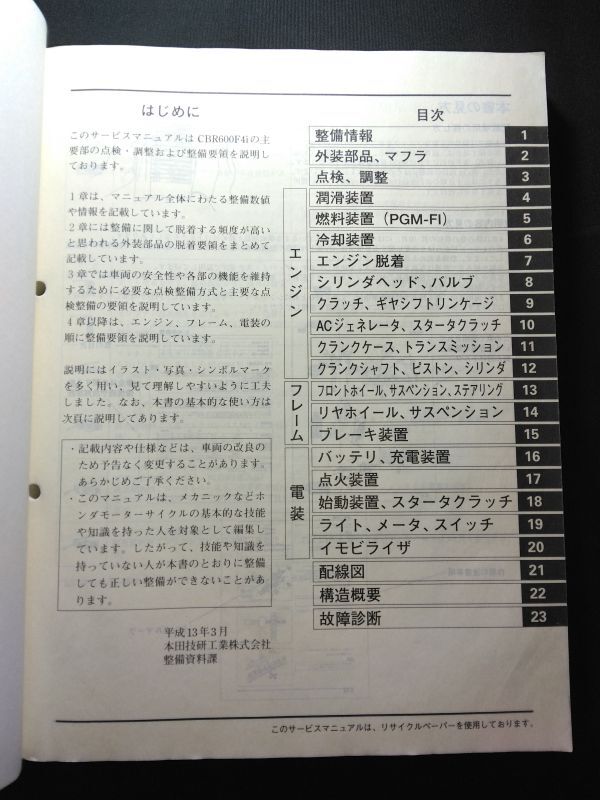 はじめに
このサービスマニュアルは CBR600F4iの主
要部の点検・調整および整備要領を説明し
ております。
1章は、マニュアル全体にわたる整備数値
や情報を記載しています。
2章には整備に関して脱着する頻度が高い
と思われる外装部品の脱着要領をまとめて
記載しています。
3章では車両の安全性や各部の機能を維持
するために必要な点検整備方式と主要な点
検整備の要領を説明しています。
4章以降は、エンジン、フレーム、電装の
順に整備要領を説明しています。
説明にはイラスト・写真・シンボルマーク
を多く用い、見て理解しやすいように工夫
しました。なお、本書の基本的な使い方は
次頁に説明してあります。
・記載内容や仕様などは、車両の改良の
ため予告なく変更することがあります。
あらかじめご了承ください。
・このマニュアルは、メカニックなどホ
ンダモーターサイクルの基本的な技能
や知識を持った人を対象として編集し
ています。したがって、技能や知識を
持っていない人が本書のとおりに整備
しても正しい整備ができないことがあ
ります。
平成13年3月
本田技研工業株式会社
整備資料課
目次
整備情報 1
外装部品、マフラ 2
点検、調整 3
エンジン
潤滑装置 4
燃料装置(PGM-FI) 5
冷却装置 6
エンジン脱着 7
シリンダヘッド、バルブ 8
クラッチ、ギヤシフトリンケージ 9
ACジェネレータ、スタータクラッチ 10
クランクケース、トランスミッション 11
クランクシャフト、ピストン、シリンダ 12
フレーム
フロントホイール、サスペンション、ステアリング 13
リヤホイール、サスペンション 14
ブレーキ装置 15
電装
バッテリ、充電装置 16
点火装置 17
始動装置、スタータクラッチ 18
ライト、メータ、スイッチ 19
イモビライザ 20
配線図 21
構造概要 22
故障診断 23
このサービスマニュアルは、リサイクルペーパーを使用しております。